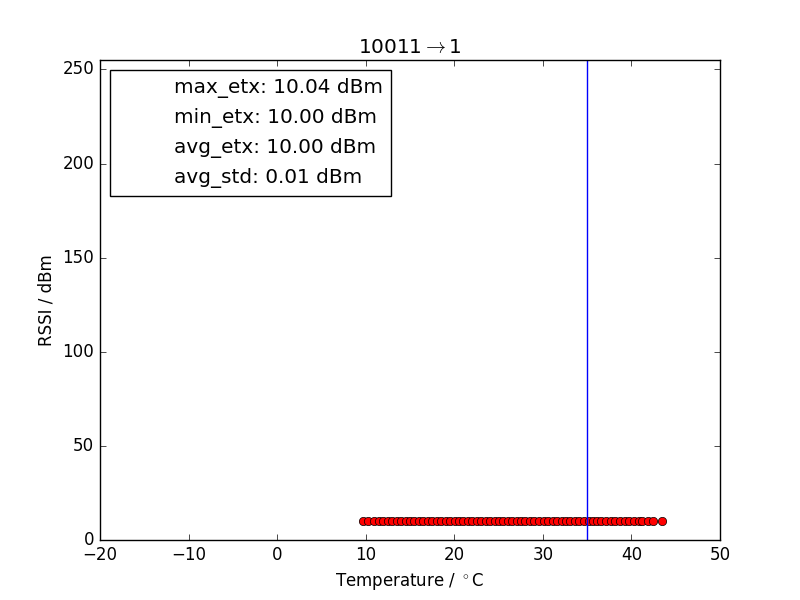 10011→1
max_etx: 10.04 dBm
min_etx: 10.00 dBm
avg_etx: 10.00 dBm
avg_std: 0.01 dBm
250
200
150
100
50
0
RSSI / dBm
−20 −10 0 10 20 30 40 50
Temperature / °C